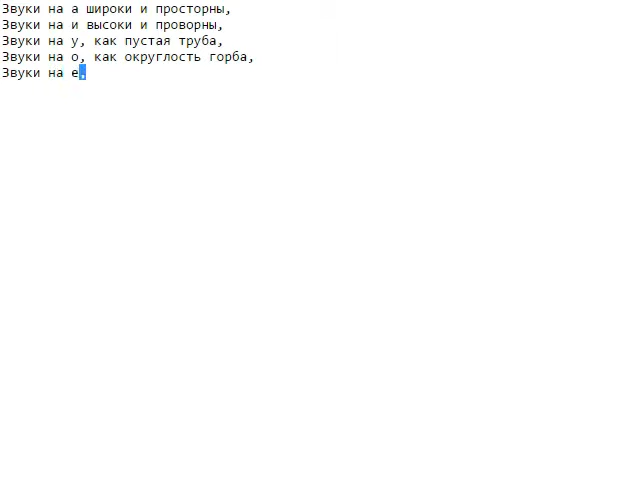 Звуки на а широки и просторны,
Звуки на и высоки и проворны,
Звуки на у, как пустая труба,
Звуки на о, как округлость горба,
Звуки на е,